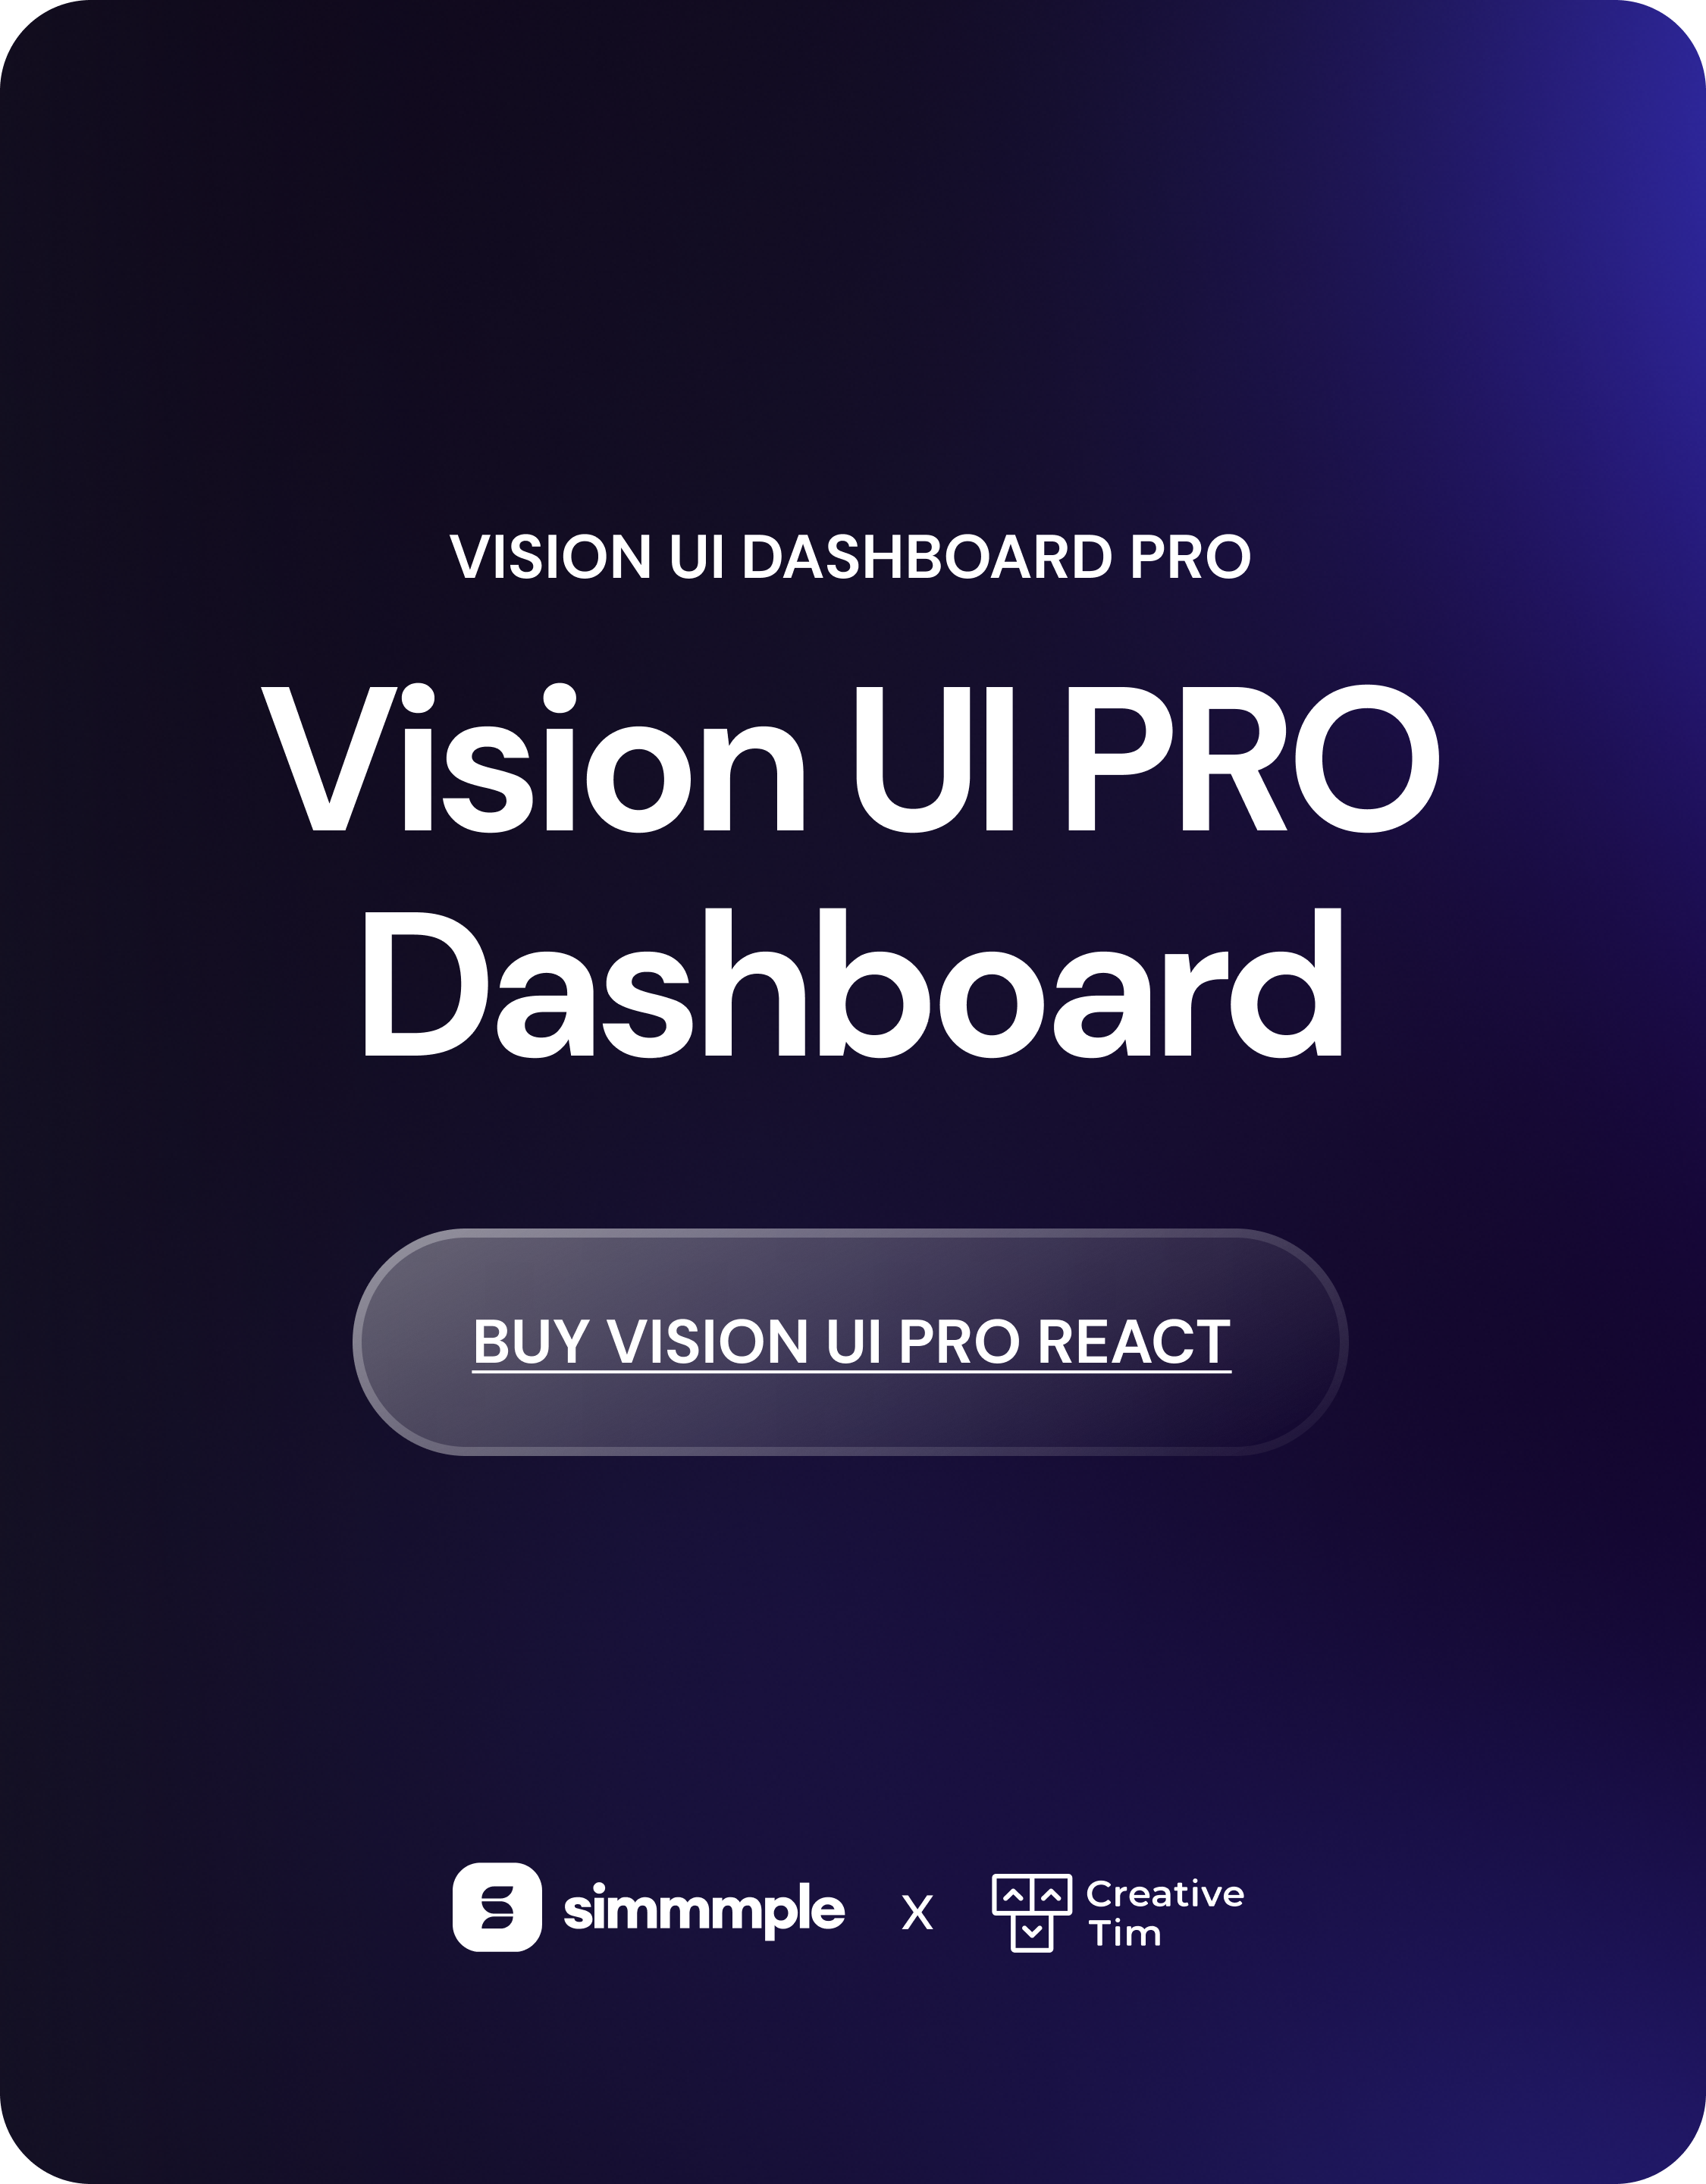 VISION UI DASHBOARD PRO
Vision UI PRO
Dashboard
BUY VISION UI PRO REACT
simmmple x Creative
Tim